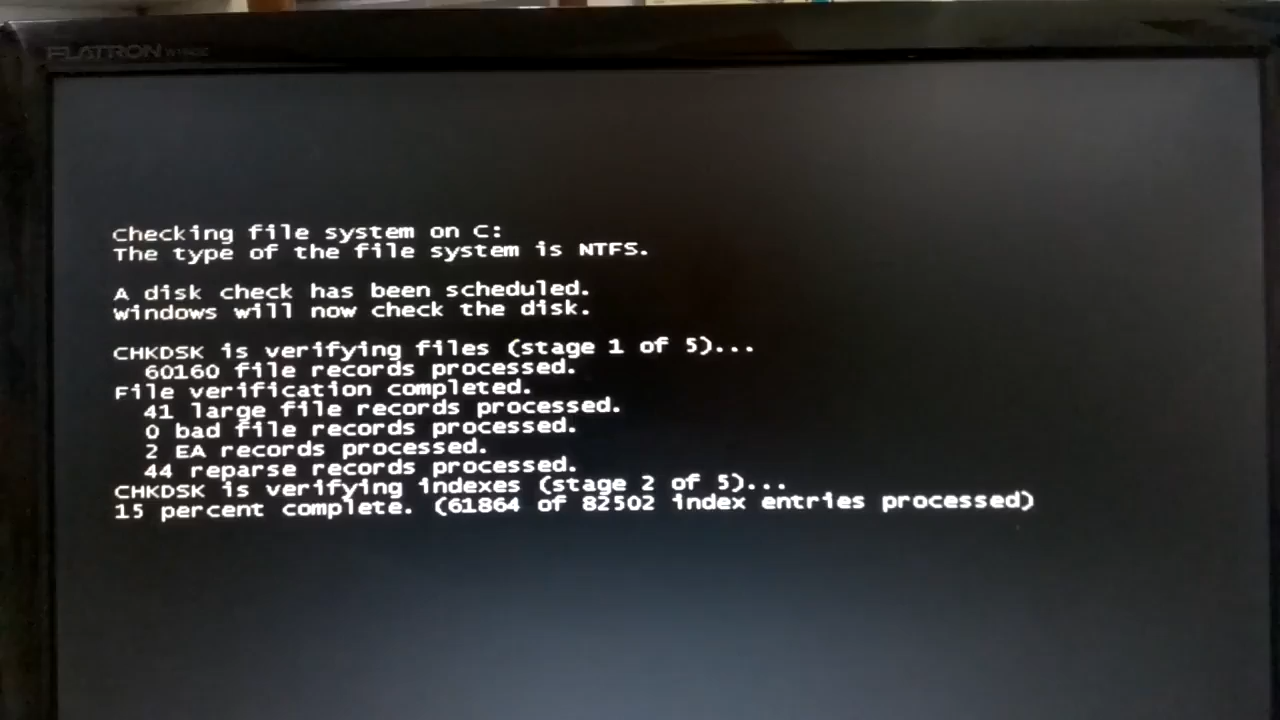 FLATRON
Checking file system on C:
The type of the file system is NTFS.
A disk check has been scheduled.
Windows will now check the disk.
CHKDSK is verifying files (stage 1 of 5)...
60160 file records processed.
File verification completed.
41 large file records processed.
0 bad file records processed.
2 EA records processed.
44 reparse records processed.
CHKDSK is verifying indexes (stage 2 of 5)...
15 percent complete. (61864 of 82502 index entries processed)